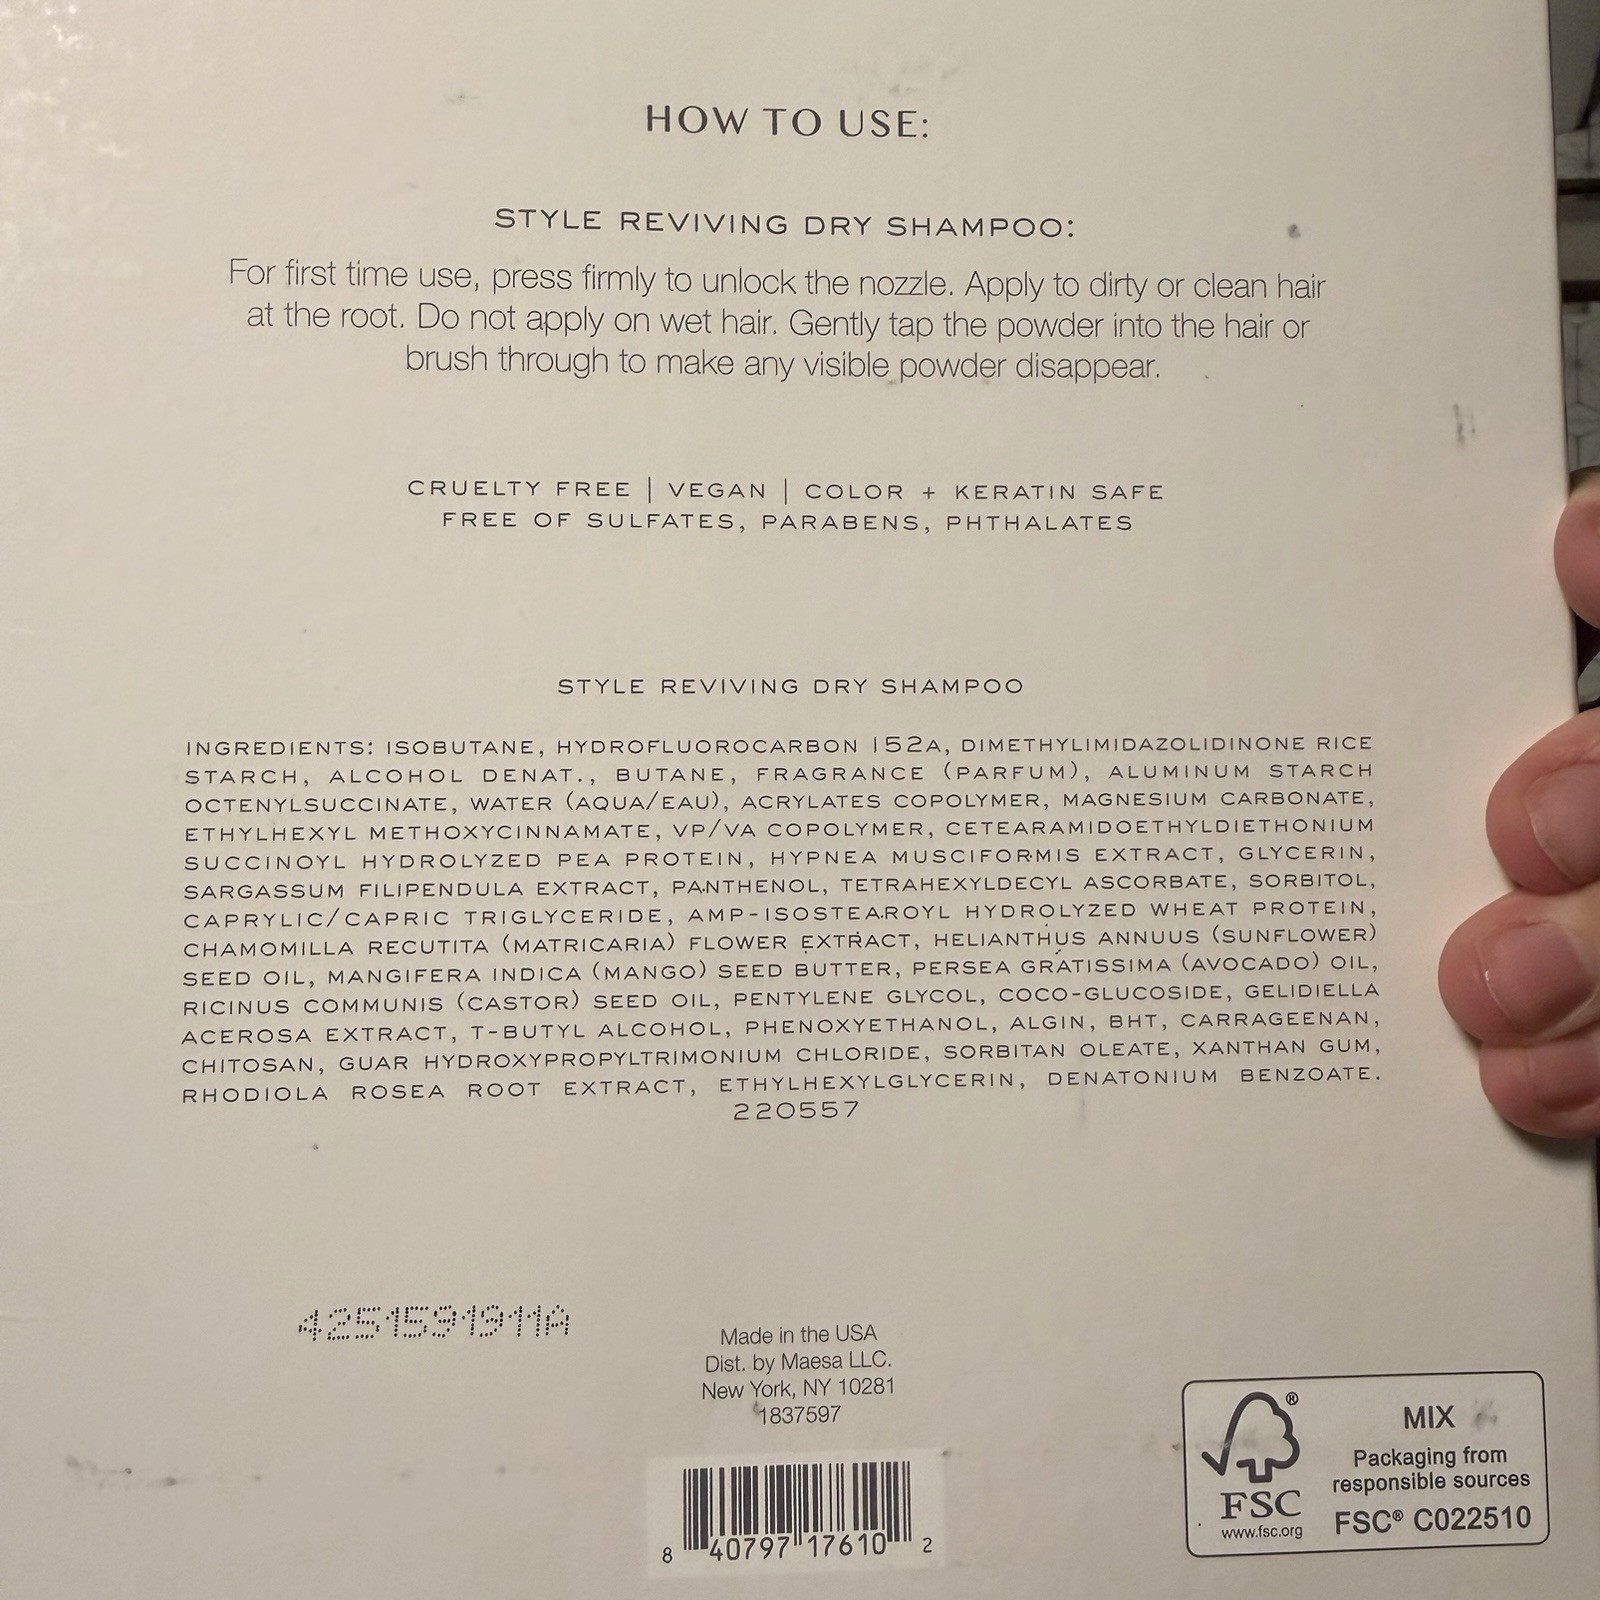 HOW TO USE:
STYLE REVIVING DRY SHAMPOO:
For first time use, press firmly to unlock the nozzle. Apply to dirty or clean hair
at the root. Do not apply on wet hair. Gently tap the powder into the hair or
brush through to make any visible powder disappear.
CRUELTY FREE | VEGAN | COLOR + KERATIN SAFE
FREE OF SULFATES, PARABENS, PHTHALATES
STYLE REVIVING DRY SHAMPOO
INGREDIENTS: ISOBUTANE, HYDROFLUOROCARBON 152A, DIMETHYLIMIDAZOLIDINONE RICE
STARCH, ALCOHOL DENAT., BUTANE, FRAGRANCE (PARFUM), ALUMINUM STARCH
OCTENYLSUCCINATE, WATER (AQUA/EAU), ACRYLATES COPOLYMER, MAGNESIUM CARBONATE,
ETHYLHEXYL METHOXYCINNAMATE, VP/VA COPOLYMER, CETEARAMIDOETHYLDIETHONIUM
SUCCINOYL HYDROLYZED PEA PROTEIN, HYPNEA MUSCIFORMIS EXTRACT, GLYCERIN,
SARGASSUM FILIPENDULA EXTRACT, PANTHENOL, TETRAHEXYLDECYL ASCORBATE, SORBITOL,
CAPRYLIC/CAPRIC TRIGLYCERIDE, AMP-ISOSTEAROYL HYDROLYZED WHEAT PROTEIN,
CHAMOMILLA RECUTITA (MATRICARIA) FLOWER EXTRACT, HELIANTHUS ANNUUS (SUNFLOWER)
SEED OIL, MANGIFERA INDICA (MANGO) SEED BUTTER, PERSEA GRATISSIMA (AVOCADO) OIL,
RICINUS COMMUNIS (CASTOR) SEED OIL, PENTYLENE GLYCOL, COCO-GLUCOSIDE, GELIDIELLA
ACEROSA EXTRACT, T-BUTYL ALCOHOL, PHENOXYETHANOL, ALGIN, BHT, CARRAGEENAN,
CHITOSAN, GUAR HYDROXYPROPYLTRIMONIUM CHLORIDE, SORBITAN OLEATE, XANTHAN GUM,
RHODIOLA ROSEA ROOT EXTRACT, ETHYLHEXYLGLYCERIN, DENATONIUM BENZOATE.
220557
4251591911A
Made in the USA
Dist. by Maesa LLC.
New York, NY 10281
1837597
8 40797 17610 2
®
FSC
www.fsc.org
MIX
Packaging from
responsible sources
FSC® C022510